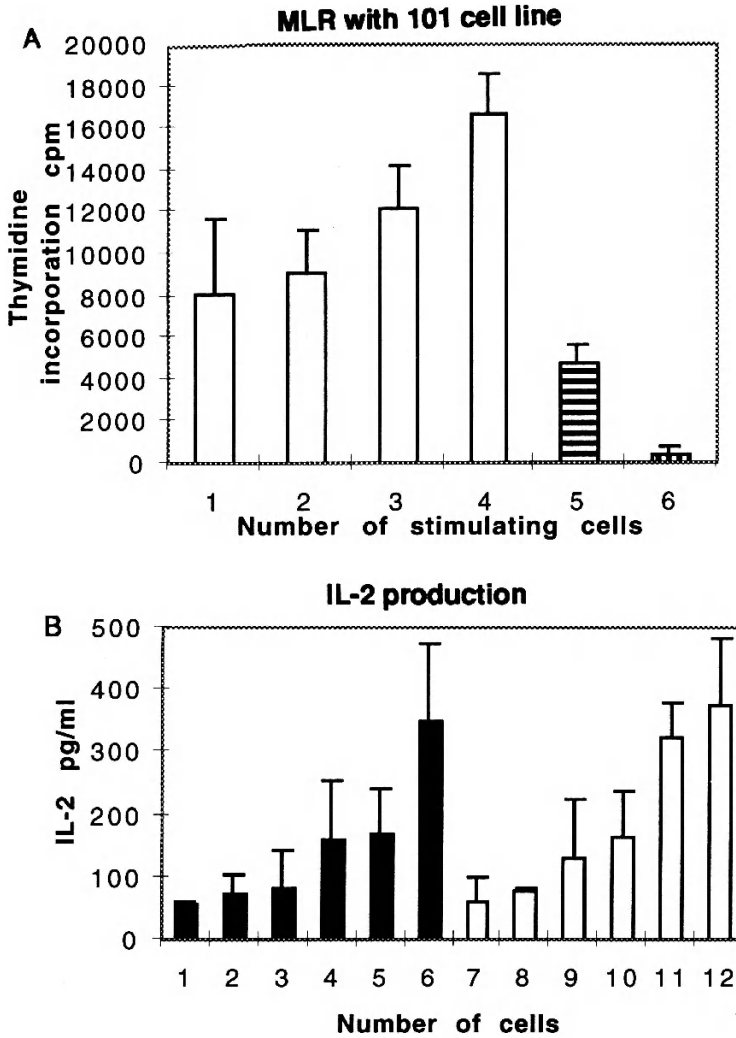 MLR with 101 cell line
A
20000
18000
16000
14000
12000
10000
8000
6000
4000
2000
0
Thymidine
incorporation cpm
1 2 3 4 5 6
Number of stimulating cells
IL-2 production
B
500
400
300
200
100
0
IL-2 pg/ml
1 2 3 4 5 6 7 8 9 10 11 12
Number of cells